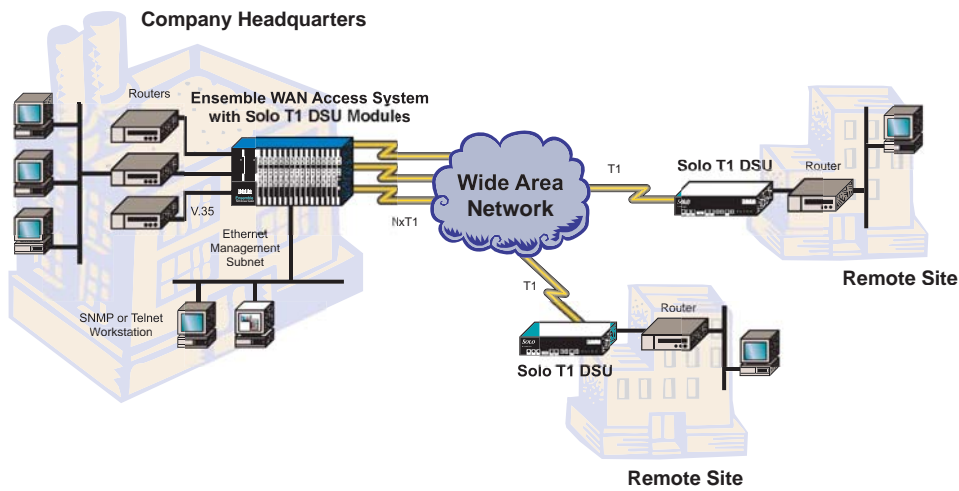 Company Headquarters
Routers
Ensemble WAN Access System
with Solo T1 DSU Modules
V.35
Ethernet
Management
Subnet
SNMP or Telnet
Workstation
NxT1
Wide Area
Network
T1
Solo T1 DSU
Router
SOLO
Remote Site
T1
Router
SOLO
Solo T1 DSU
Remote Site